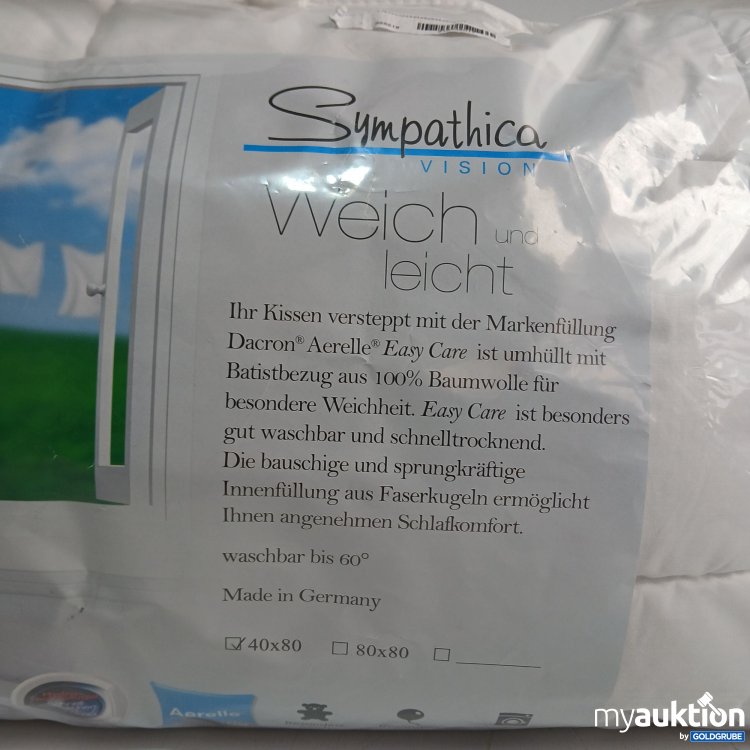 Sympathica
VISION
Weich und
leicht
Ihr Kissen versteppt mit der Markenfüllung
Dacron® Aerelle® Easy Care ist umhüllt mit
Batistbezug aus 100% Baumwolle für
besondere Weichheit. Easy Care ist besonders
gut waschbar und schnelltrocknend.
Die bauschige und sprungkräftige
Innenfüllung aus Faserkugeln ermöglicht
Ihnen angenehmen Schlafkomfort.
waschbar bis 60°
Made in Germany
40x80 80x80
Aerelle
myauktion
by GOLDGRUBE